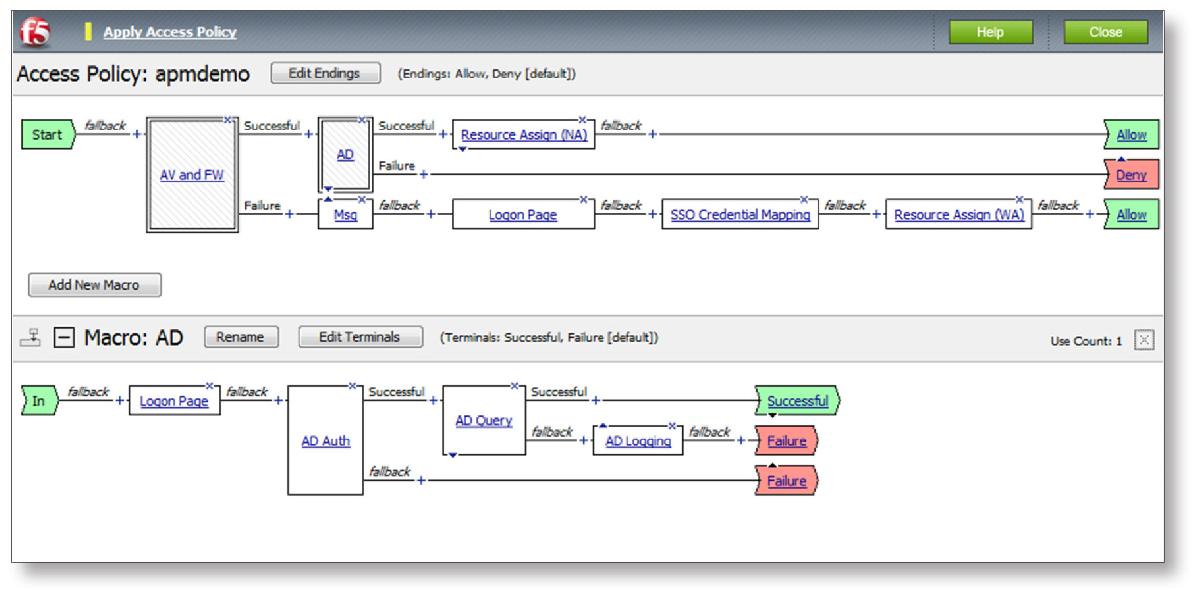 f5 Apply Access Policy Help Close
Access Policy: apmdemo Edit Endings (Endings: Allow, Deny [default])
Start fallback + AV and FW Successful + AD Successful + Resource Assign (NA) fallback + Allow
Failure + Deny
Failure + Msg fallback + Logon Page fallback + SSO Credential Mapping fallback + Resource Assign (WA) fallback + Allow
Add New Macro
Macro: AD Rename Edit Terminals (Terminals: Successful, Failure [default]) Use Count: 1
In fallback + Logon Page fallback + AD Auth Successful + AD Query Successful + Successful
fallback + AD Logging fallback + Failure
fallback + Failure